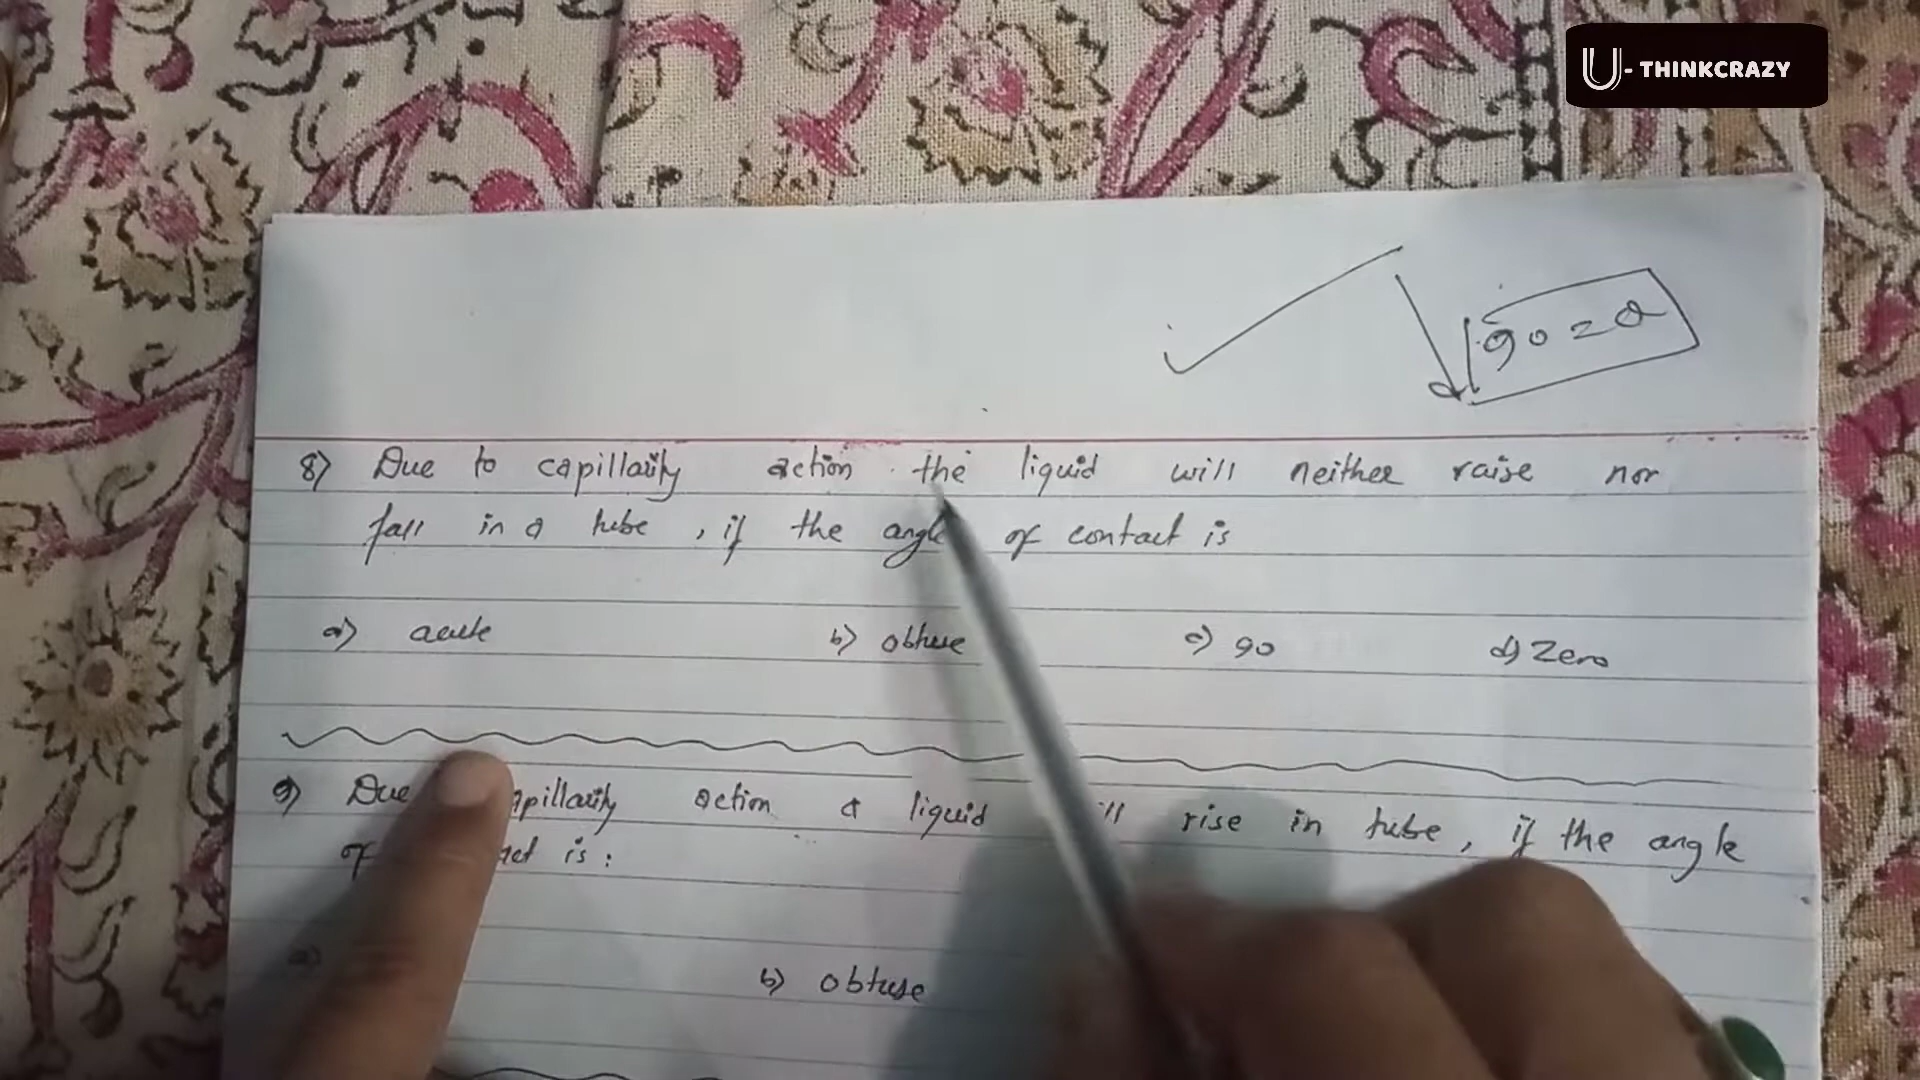 U - THINKCRAZY
90 = θ
8) Due to capillarity action the liquid will neither raise nor
fall in a tube, if the angle of contact is
a) acute b) obtuse c) 90 d) Zero
9) Due action a liquid rise in tube, if the angle
of is :
a) b) obtuse